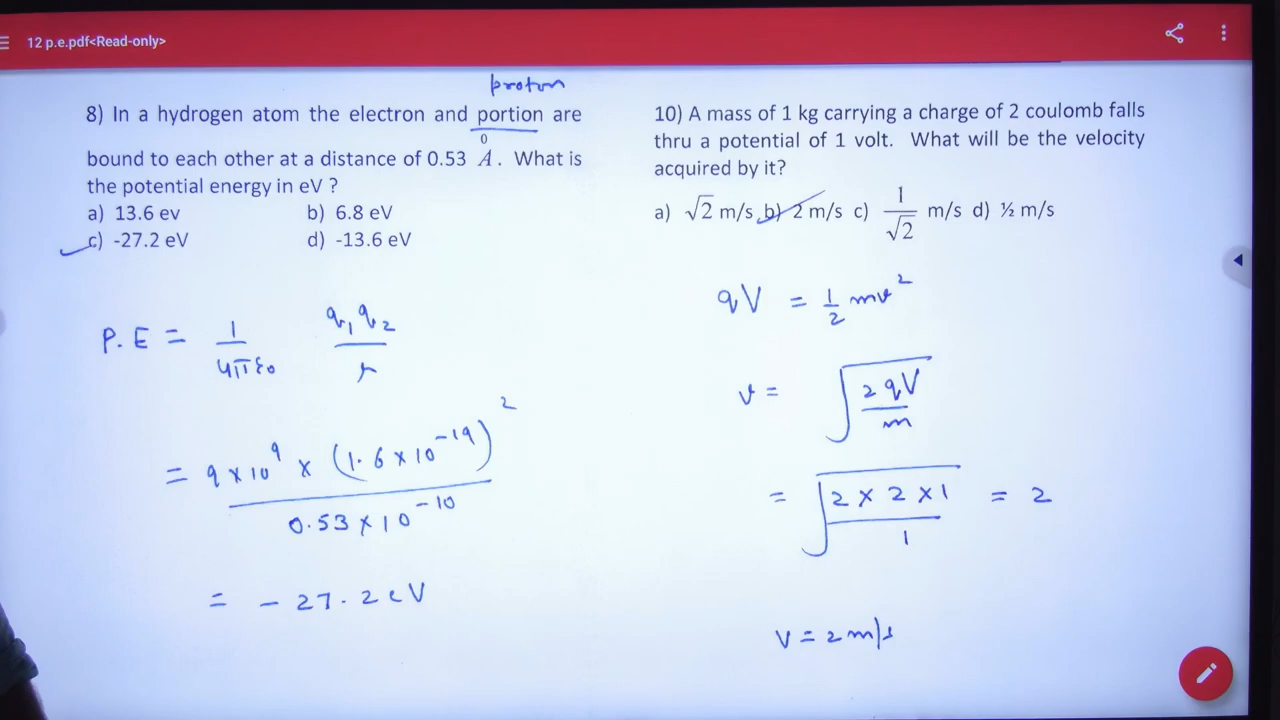 12 p.e.pdf<Read-only>
proton
8) In a hydrogen atom the electron and portion are
0
bound to each other at a distance of 0.53 A. What is
the potential energy in eV ?
a) 13.6 ev b) 6.8 eV
c) -27.2 eV d) -13.6 eV
P.E = 1/4πε0 q1q2/r
= 9 × 10^9 × (1.6 × 10^-19)^2
0.53 × 10^-10
= - 27.2 eV
10) A mass of 1 kg carrying a charge of 2 coulomb falls
thru a potential of 1 volt. What will be the velocity
acquired by it?
a) √2 m/s b) 2 m/s c) 1/√2 m/s d) ½ m/s
qV = 1/2 mv^2
v = √(2qV/m)
= √(2 × 2 × 1/1) = 2
V = 2 m/s